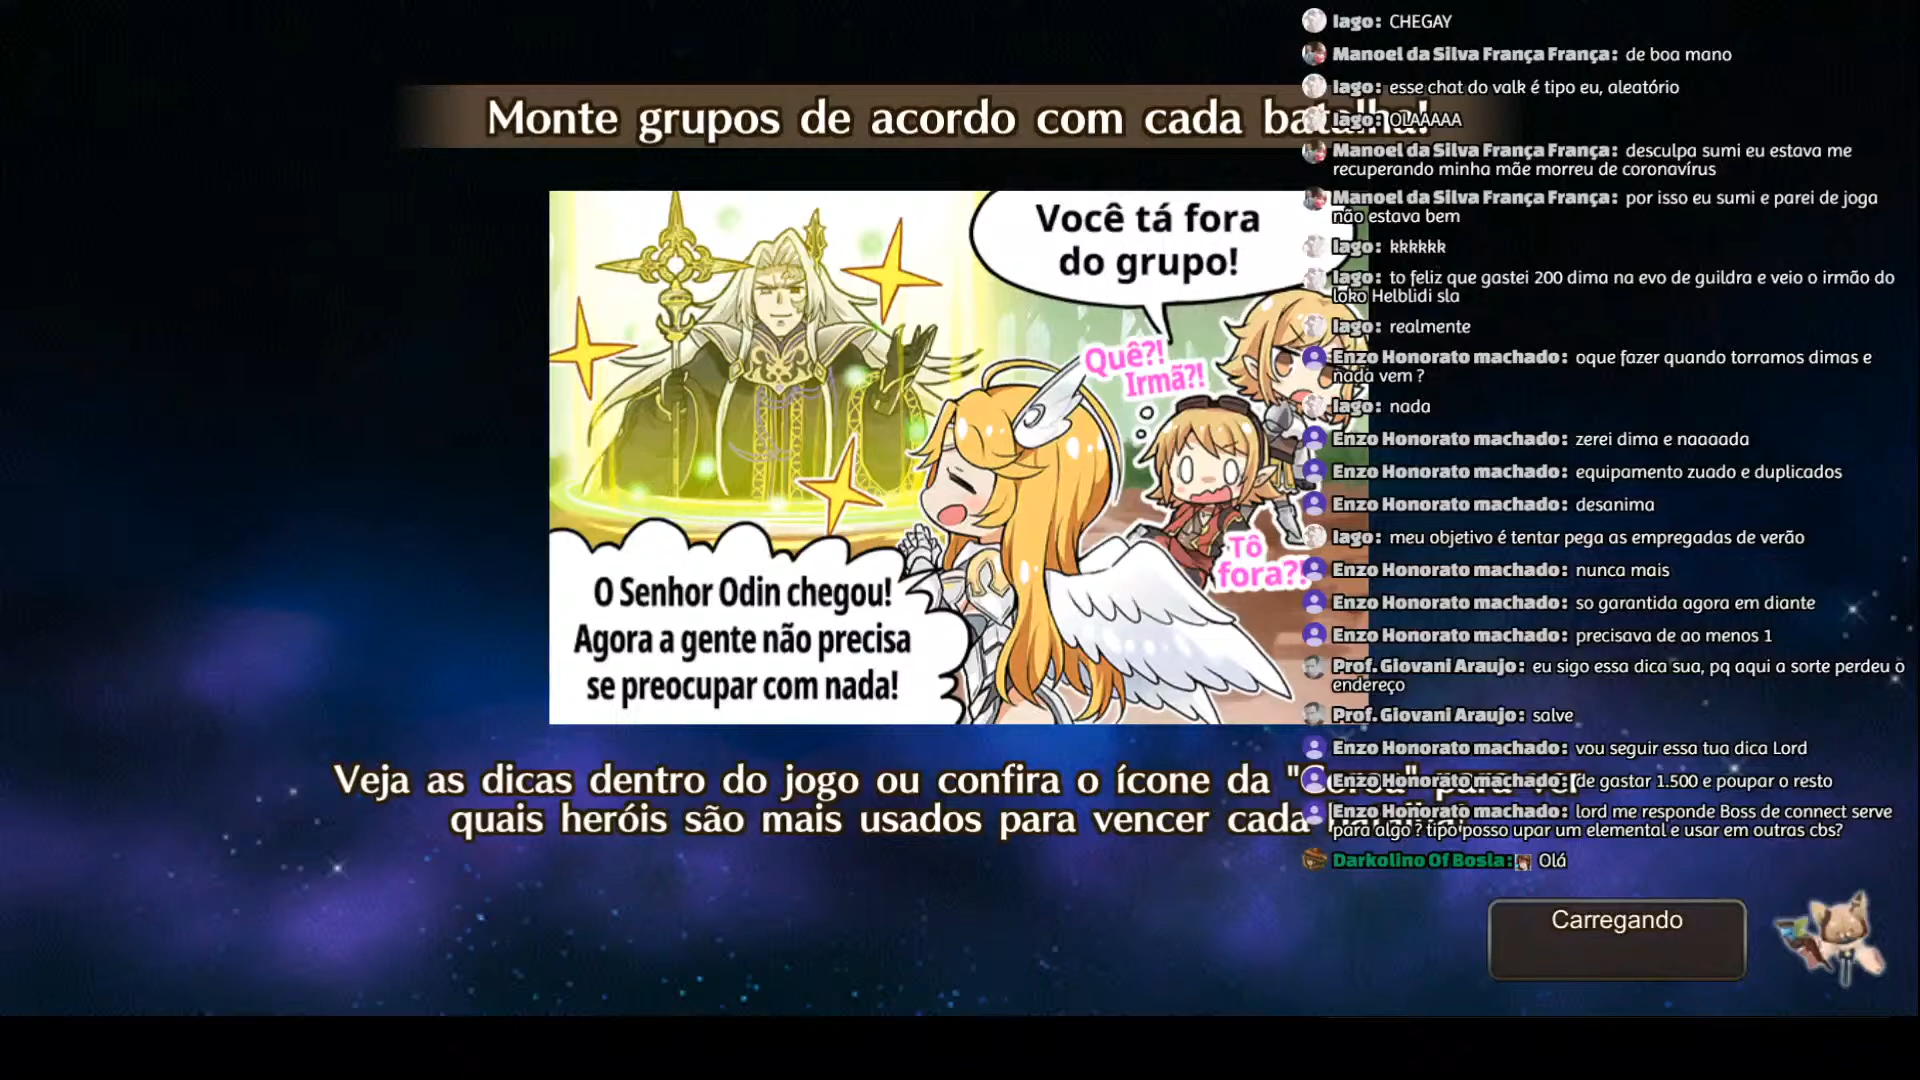 Monte grupos de acordo com cada batalha!
Você tá fora
do grupo!
Quê?!
Irmã?!
Tô
fora?!
O Senhor Odin chegou!
Agora a gente não precisa
se preocupar com nada!
Veja as dicas dentro do jogo ou confira o ícone da
quais heróis são mais usados para vencer cada
Carregando
Iago: CHEGAY
Manoel da Silva França França: de boa mano
Iago: esse chat do valk é tipo eu, aleatório
Iago: OLAAAAA
Manoel da Silva França França: desculpa sumi eu estava me
recuperando minha mãe morreu de coronavírus
Manoel da Silva França França: por isso eu sumi e parei de joga
não estava bem
Iago: kkkkkk
Iago: to feliz que gastei 200 dima na evo de guildra e veio o irmão do
loko Helblidi sla
Iago: realmente
Enzo Honorato machado: oque fazer quando torramos dimas e
nada vem ?
Iago: nada
Enzo Honorato machado: zerei dima e naaaada
Enzo Honorato machado: equipamento zuado e duplicados
Enzo Honorato machado: desanima
Iago: meu objetivo é tentar pega as empregadas de verão
Enzo Honorato machado: nunca mais
Enzo Honorato machado: so garantida agora em diante
Enzo Honorato machado: precisava de ao menos 1
Prof. Giovani Araujo: eu sigo essa dica sua, pq aqui a sorte perdeu o
endereço
Prof. Giovani Araujo: salve
Enzo Honorato machado: vou seguir essa tua dica Lord
Enzo Honorato machado: de gastar 1.500 e poupar o resto
Enzo Honorato machado: lord me responde Boss de connect serve
para algo ? tipo posso upar um elemental e usar em outras cbs?
Darkolino Of Bosla: Olá